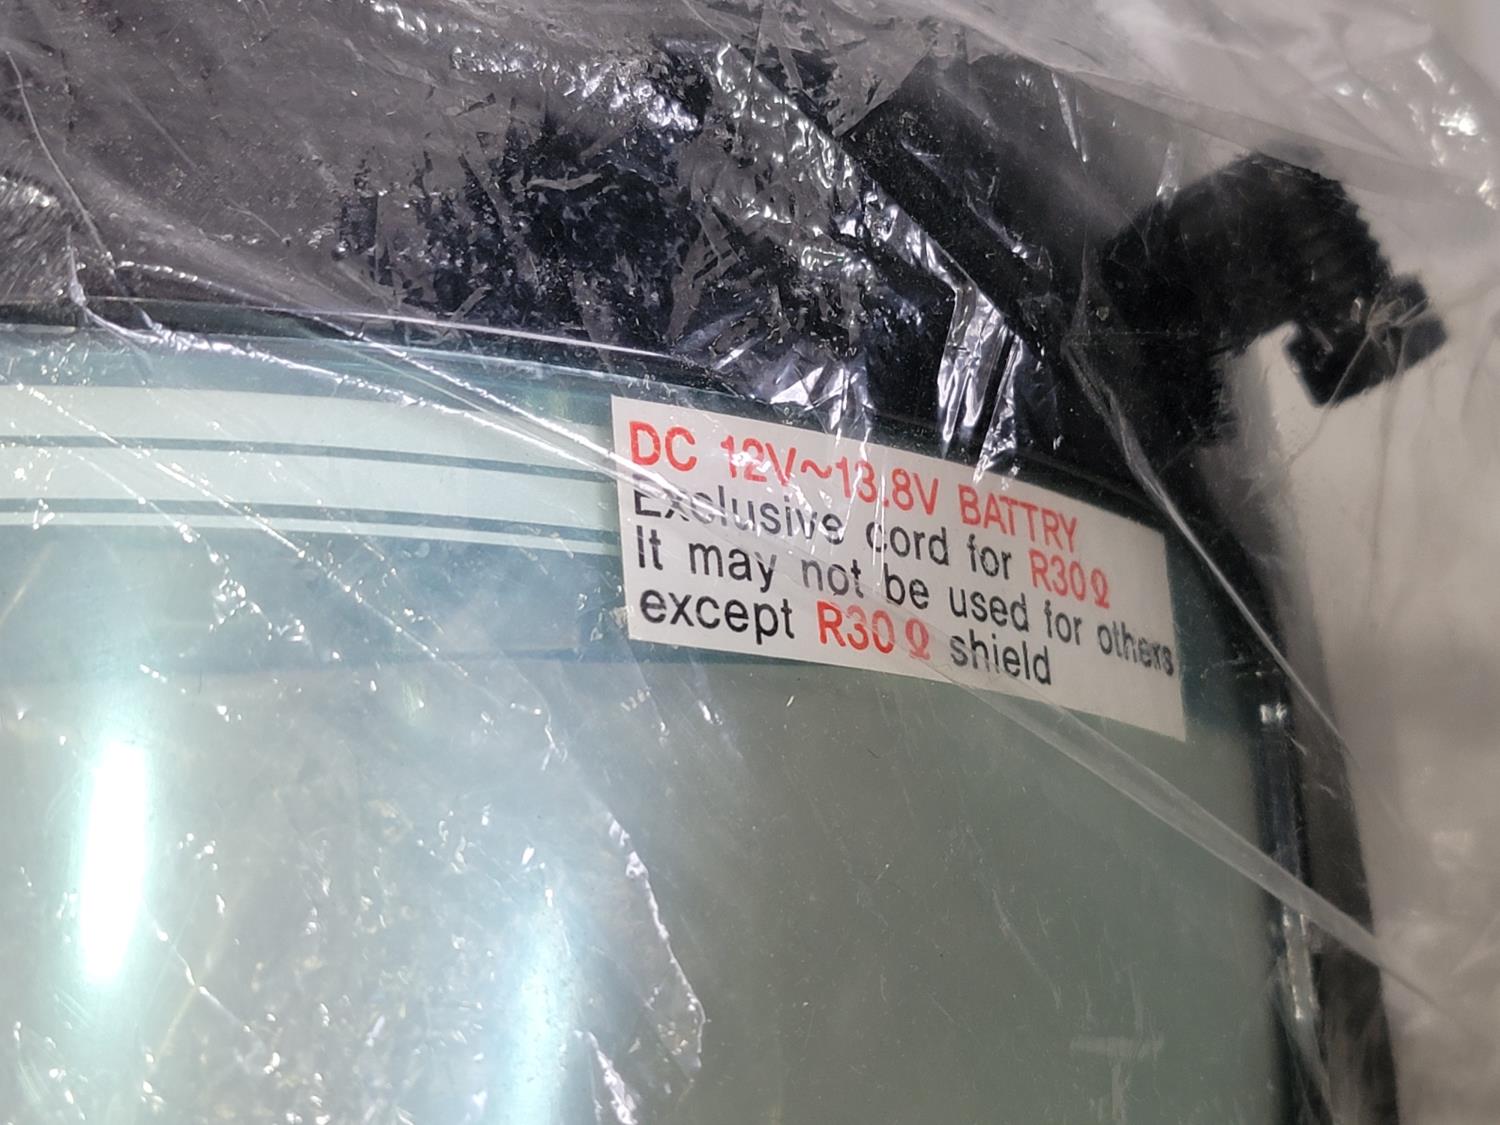 DC 12V~13.8V BATTRY
Exclusive cord for R30Ω
It may not be used for others
except R30Ω shield